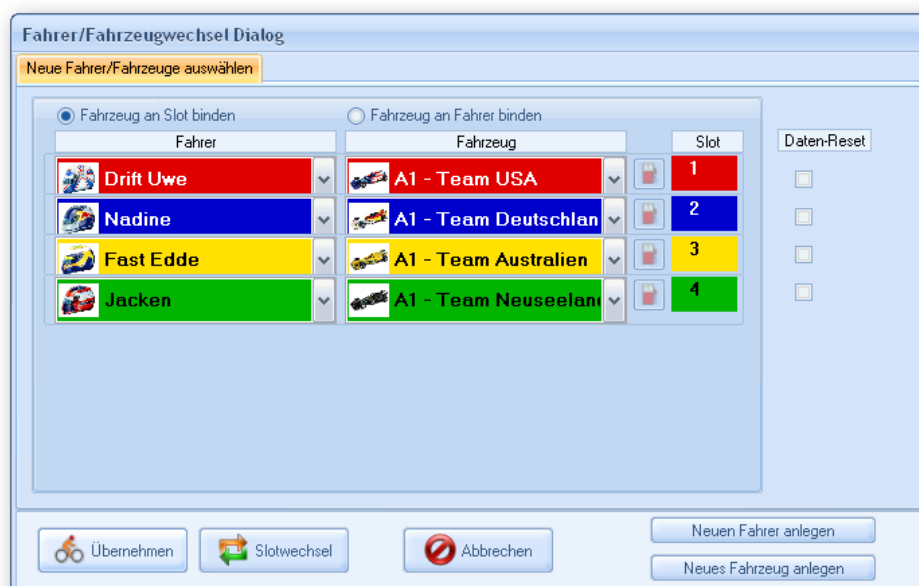 Fahrer/Fahrzeugwechsel Dialog
Neue Fahrer/Fahrzeuge auswählen
Fahrzeug an Slot binden Fahrzeug an Fahrer binden
Fahrer Fahrzeug Slot Daten-Reset
Drift Uwe A1 - Team USA 1
Nadine A1 - Team Deutschlan 2
Fast Edde A1 - Team Australien 3
Jacken A1 - Team Neuseeland 4
Übernehmen Slotwechsel Abbrechen Neuen Fahrer anlegen
Neues Fahrzeug anlegen